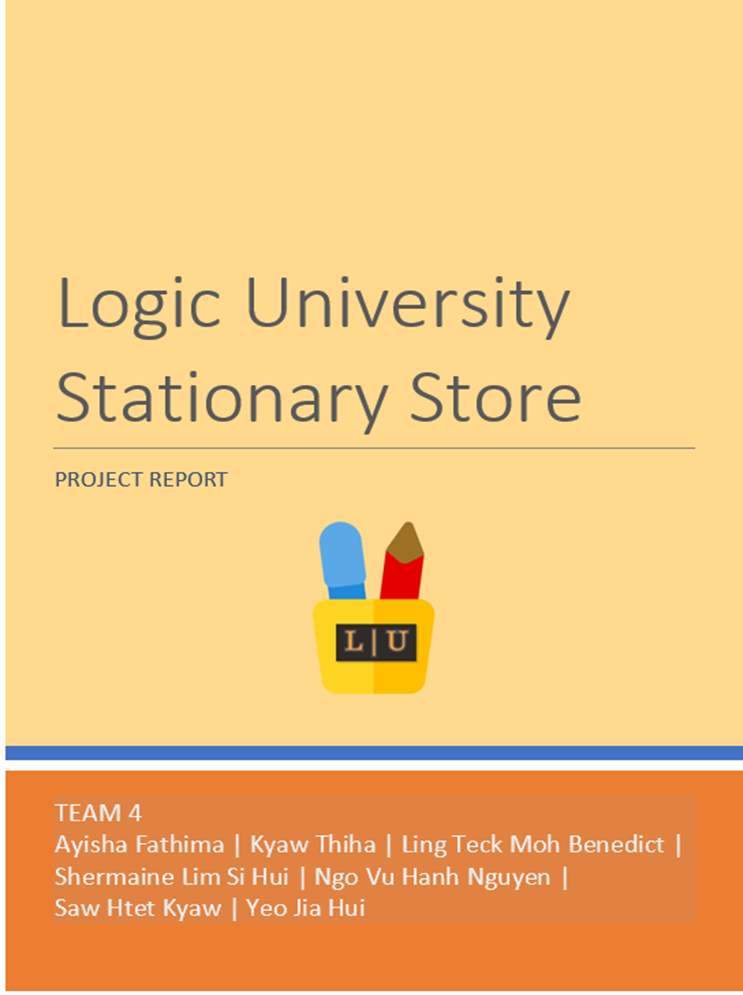 Logic University
Stationary Store
PROJECT REPORT
L|U
TEAM 4
Ayisha Fathima | Kyaw Thiha | Ling Teck Moh Benedict |
Shermaine Lim Si Hui | Ngo Vu Hanh Nguyen |
Saw Htet Kyaw | Yeo Jia Hui